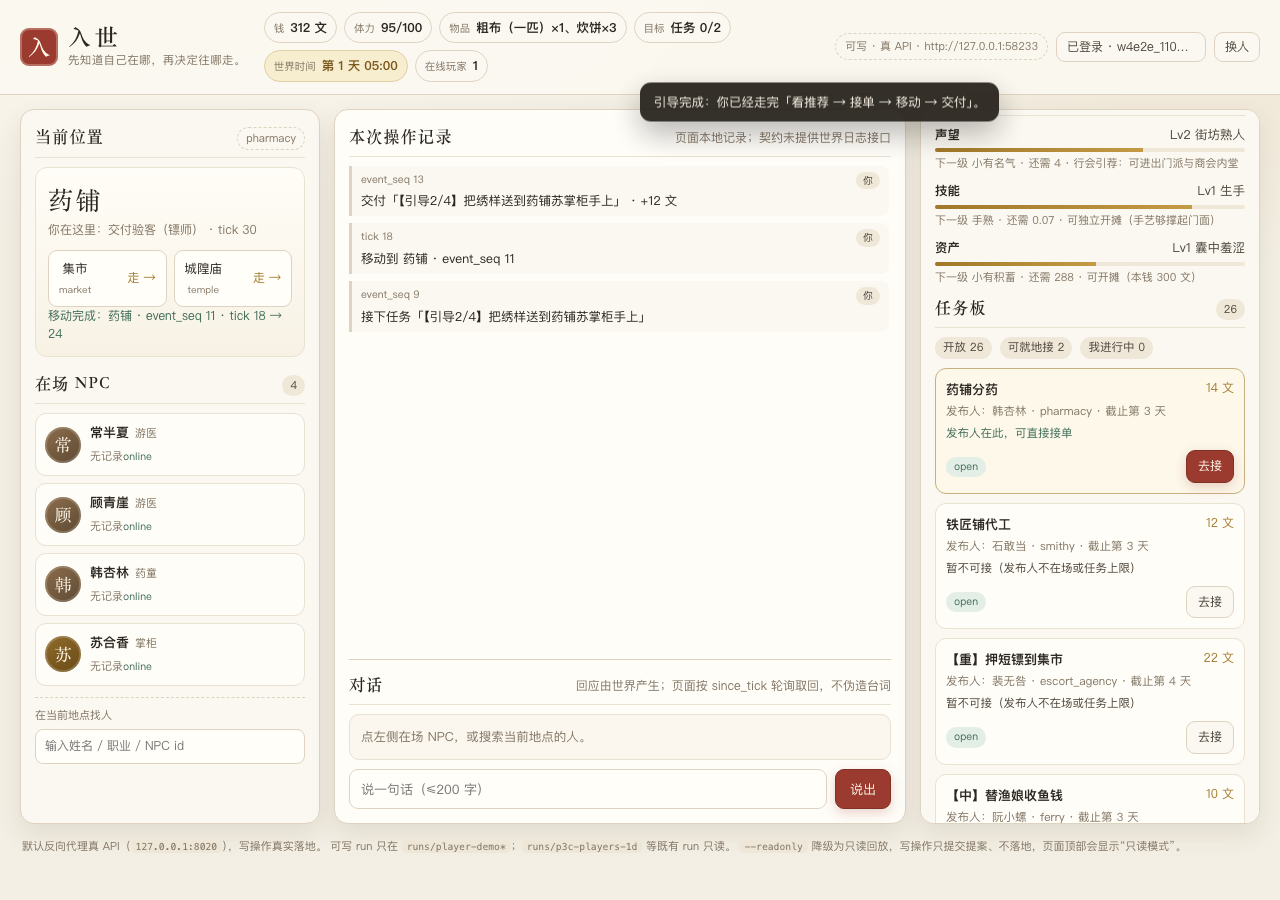 入
入世
先知道自己在哪，再决定往哪走。
钱 312 文
体力 95/100
物品 粗布（一匹）×1、炊饼×3
目标 任务 0/2
世界时间 第 1 天 05:00
在线玩家 1
可写 · 真 API · http://127.0.0.1:58233
已登录 · w4e2e_110…
换人
引导完成：你已经走完「看推荐 → 接单 → 移动 → 交付」。
当前位置
pharmacy
药铺
你在这里：交付验客（镖师） · tick 30
集市
market
走 →
城隍庙
temple
走 →
移动完成：药铺 · event_seq 11 · tick 18 → 24
在场 NPC
4
常
常半夏 游医
无记录online
顾
顾青崖 游医
无记录online
韩
韩杏林 药童
无记录online
苏
苏合香 掌柜
无记录online
在当前地点找人
输入姓名 / 职业 / NPC id
本次操作记录
页面本地记录；契约未提供世界日志接口
event_seq 13
你
交付「【引导2/4】把绣样送到药铺苏掌柜手上」 · +12 文
tick 18
你
移动到 药铺 · event_seq 11
event_seq 9
你
接下任务「【引导2/4】把绣样送到药铺苏掌柜手上」
对话
回应由世界产生；页面按 since_tick 轮询取回，不伪造台词
点左侧在场 NPC，或搜索当前地点的人。
说一句话（≤200 字）
说出
声望
Lv2 街坊熟人
下一级 小有名气 · 还需 4 · 行会引荐：可进出门派与商会内堂
技能
Lv1 生手
下一级 手熟 · 还需 0.07 · 可独立开摊（手艺够撑起门面）
资产
Lv1 囊中羞涩
下一级 小有积蓄 · 还需 288 · 可开摊（本钱 300 文）
任务板
26
开放 26
可就地接 2
我进行中 0
药铺分药
14 文
发布人：韩杏林 · pharmacy · 截止第 3 天
发布人在此，可直接接单
open
去接
铁匠铺代工
12 文
发布人：石敢当 · smithy · 截止第 3 天
暂不可接（发布人不在场或任务上限）
open
去接
【重】押短镖到集市
22 文
发布人：裴无咎 · escort_agency · 截止第 4 天
暂不可接（发布人不在场或任务上限）
open
去接
【中】替渔娘收鱼钱
10 文
发布人：阮小螺 · ferry · 截止第 3 天
默认反向代理真 API（ 127.0.0.1:8020 ），写操作真实落地。 可写 run 只在 runs/player-demo* ； runs/p3c-players-1d 等既有 run 只读。 --readonly 降级为只读回放，写操作只提交提案、不落地，页面顶部会显示“只读模式”。